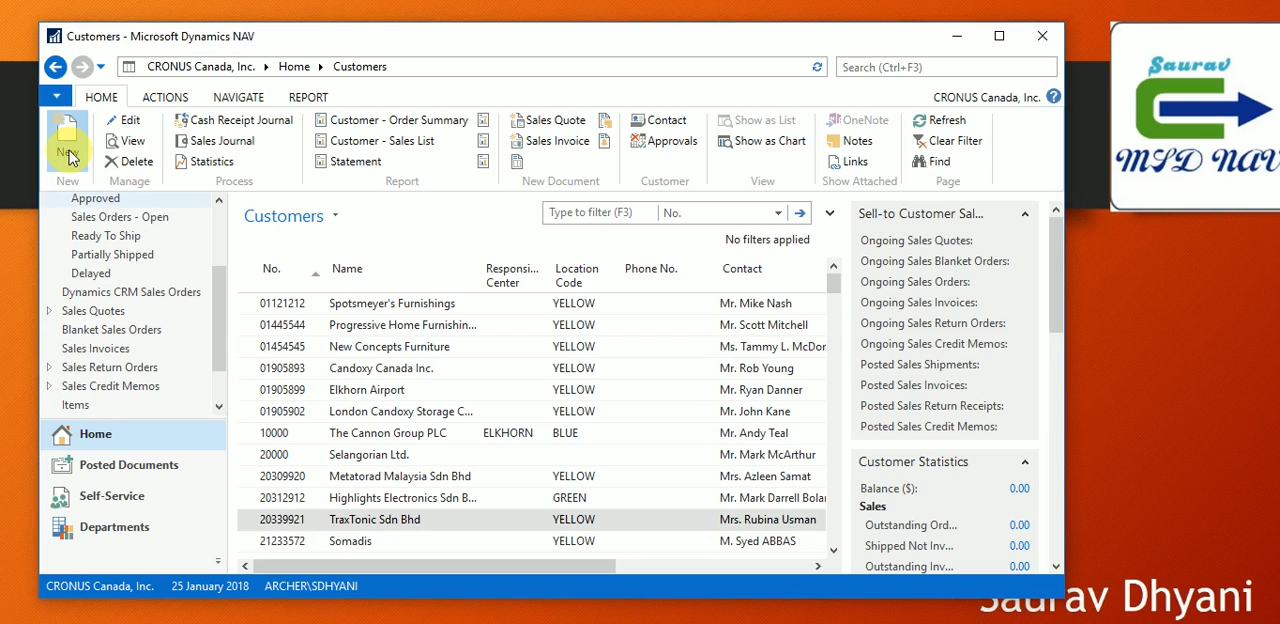 Customers - Microsoft Dynamics NAV
CRONUS Canada, Inc. Home Customers
Search (Ctrl+F3)
HOME ACTIONS NAVIGATE REPORT
CRONUS Canada, Inc.
New
New
Edit
View
Delete
Manage
Cash Receipt Journal
Sales Journal
Statistics
Process
Customer - Order Summary
Customer - Sales List
Statement
Report
Sales Quote
Sales Invoice
New Document
Contact
Approvals
Customer
Show as List
Show as Chart
View
OneNote
Notes
Links
Show Attached
Refresh
Clear Filter
Find
Page
Approved
Sales Orders - Open
Ready To Ship
Partially Shipped
Delayed
Dynamics CRM Sales Orders
Sales Quotes
Blanket Sales Orders
Sales Invoices
Sales Return Orders
Sales Credit Memos
Items
Home
Posted Documents
Self-Service
Departments
Customers
Type to filter (F3) No.
No filters applied
No. Name Responsi... Center Location Code Phone No. Contact
01121212 Spotsmeyer's Furnishings YELLOW Mr. Mike Nash
01445544 Progressive Home Furnishin... YELLOW Mr. Scott Mitchell
01454545 New Concepts Furniture YELLOW Ms. Tammy L. McDon
01905893 Candoxy Canada Inc. YELLOW Mr. Rob Young
01905899 Elkhorn Airport YELLOW Mr. Ryan Danner
01905902 London Candoxy Storage C... YELLOW Mr. John Kane
10000 The Cannon Group PLC ELKHORN BLUE Mr. Andy Teal
20000 Selangorian Ltd. Mr. Mark McArthur
20309920 Metatorad Malaysia Sdn Bhd YELLOW Mrs. Azleen Samat
20312912 Highlights Electronics Sdn B... GREEN Mr. Mark Darrell Bolan
20339921 TraxTonic Sdn Bhd YELLOW Mrs. Rubina Usman
21233572 Somadis YELLOW M. Syed ABBAS
Sell-to Customer Sal...
Ongoing Sales Quotes:
Ongoing Sales Blanket Orders:
Ongoing Sales Orders:
Ongoing Sales Invoices:
Ongoing Sales Return Orders:
Ongoing Sales Credit Memos:
Posted Sales Shipments:
Posted Sales Invoices:
Posted Sales Return Receipts:
Posted Sales Credit Memos:
Customer Statistics
Balance ($): 0.00
Sales
Outstanding Ord... 0.00
Shipped Not Inv... 0.00
Outstanding Inv... 0.00
CRONUS Canada, Inc. 25 January 2018 ARCHER\SDHYANI
Saurav
MSD NAV
Saurav Dhyani